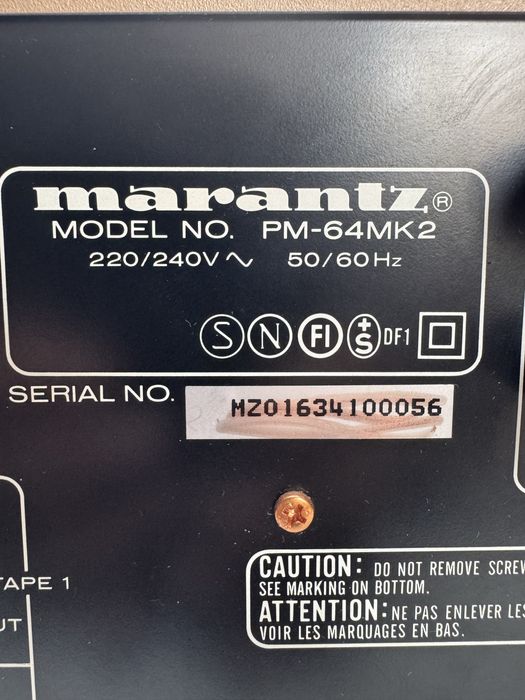 marantz®
MODEL NO. PM-64MK2
220/240V ~ 50/60Hz
S N FI +S DF1
SERIAL NO. MZ01634100056
TAPE 1
CAUTION: DO NOT REMOVE SCREW
SEE MARKING ON BOTTOM.
ATTENTION: NE PAS ENLEVER LES
VOIR LES MARQUAGES EN BAS.